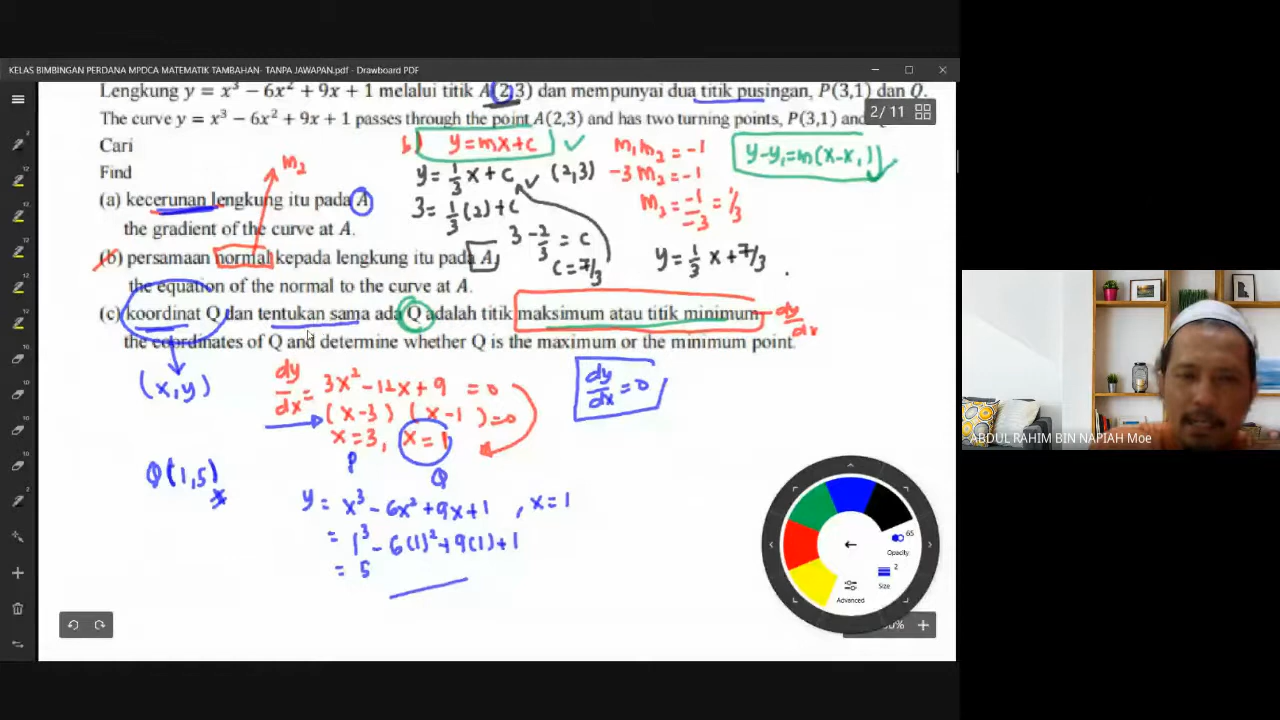 KELAS BIMBINGAN PERDANA MPDCA MATEMATIK TAMBAHAN- TANPA JAWAPAN.pdf - Drawboard PDF
Lengkung y = x³ − 6x² + 9x + 1 melalui titik A(2,3) dan mempunyai dua titik pusingan, P(3,1) dan Q.
2/11
The curve y = x³ − 6x² + 9x + 1 passes through the point A(2,3) and has two turning points, P(3,1) and Q.
Cari
b) y=mx+c
m₁m₂ = -1
y-y₁=m(x-x₁)
Find
m₂
y = 1/3 x + c (2,3)
-3m₂ = -1
(a) kecerunan lengkung itu pada A
3 = 1/3 (2) + c
m₂ = -1/-3 = 1/3
the gradient of the curve at A.
3 - 2/3 = c
(b) persamaan normal kepada lengkung itu pada A,
c = 7/3
y = 1/3 x + 7/3
the equation of the normal to the curve at A.
(c) koordinat Q dan tentukan sama ada Q adalah titik maksimum atau titik minimum
dy/dx
the coordinates of Q and determine whether Q is the maximum or the minimum point.
(x,y)
dy/dx = 3x² -12x + 9 = 0
dy/dx = 0
(x-3) (x-1) = 0
x = 3, x = 1
P Q
Q(1,5)
y = x³ - 6x² + 9x + 1 , x = 1
= 1³ - 6(1)² + 9(1) + 1
= 5
65
Opacity
2
Size
Advanced
ABDUL RAHIM BIN NAPIAH Moe